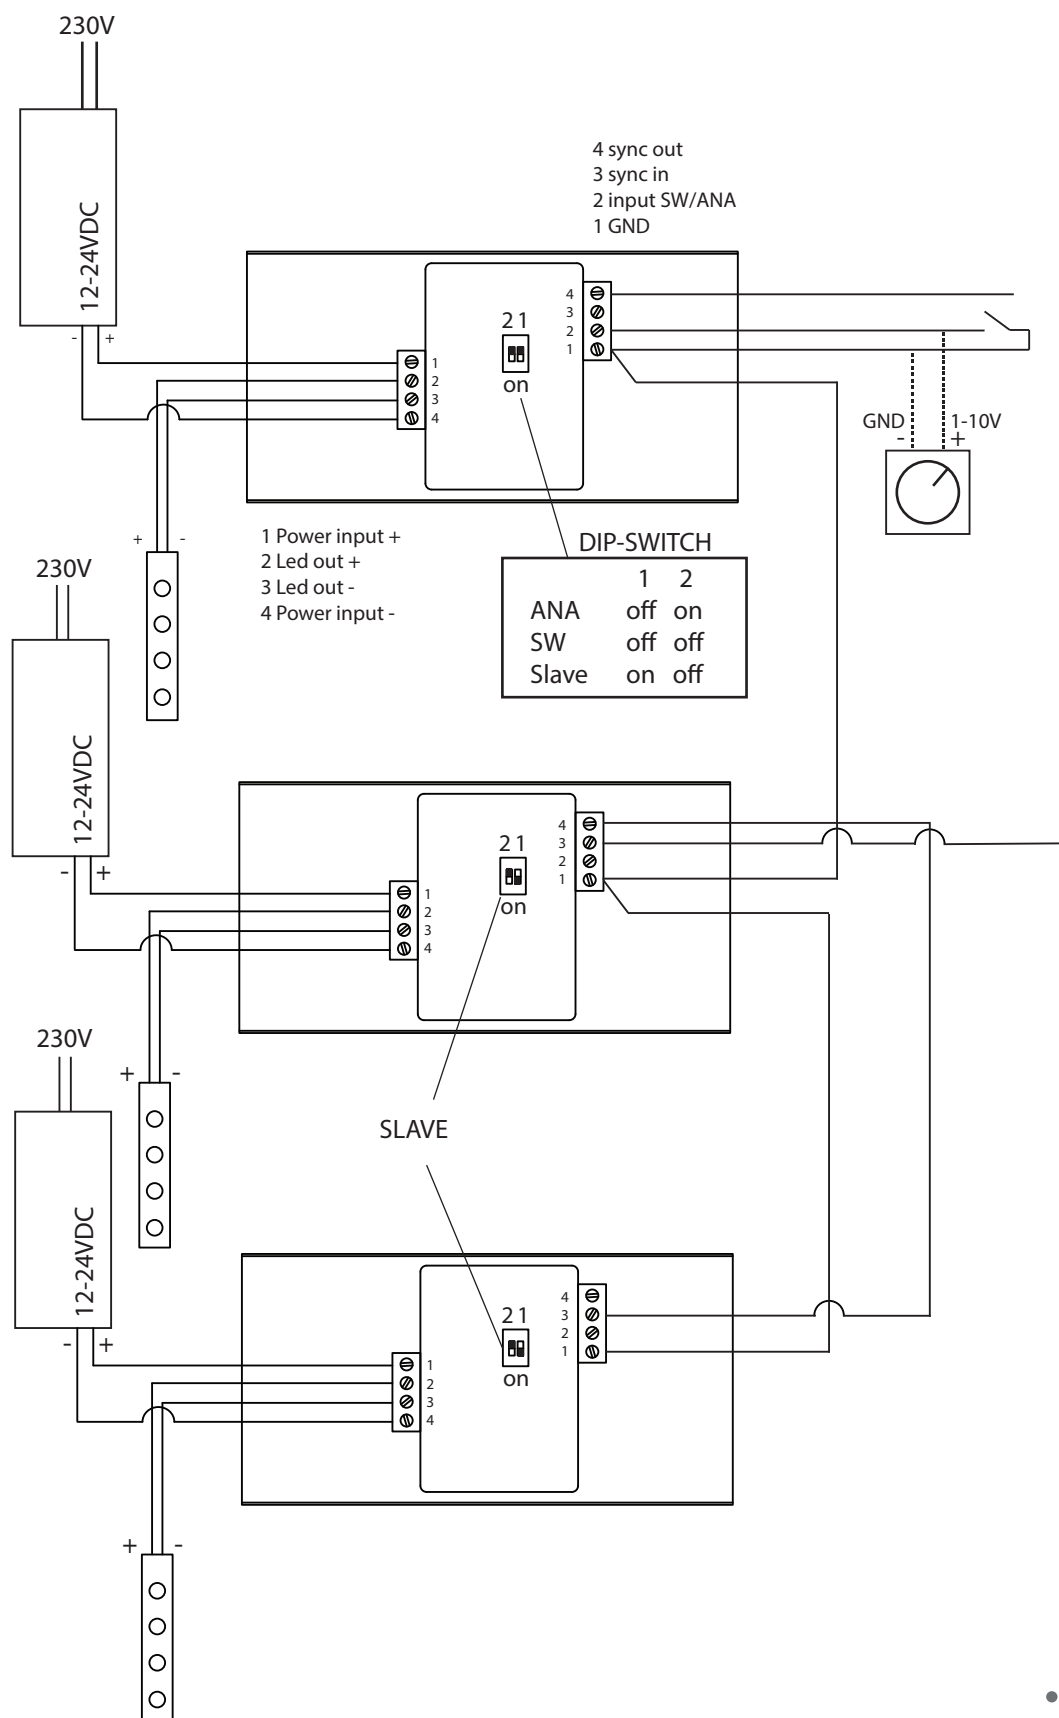 230V
12-24VDC
- +
4 sync out
3 sync in
2 input SW/ANA
1 GND
4
3
2
1
2 1
on
1
2
3
4
GND 1-10V
- +
+ -
1 Power input +
2 Led out +
3 Led out -
4 Power input -
DIP-SWITCH
1 2
ANA off on
SW off off
Slave on off
230V
12-24VDC
- +
4
3
2
1
2 1
on
1
2
3
4
+ -
SLAVE
230V
12-24VDC
- +
4
3
2
1
2 1
on
1
2
3
4
+ -